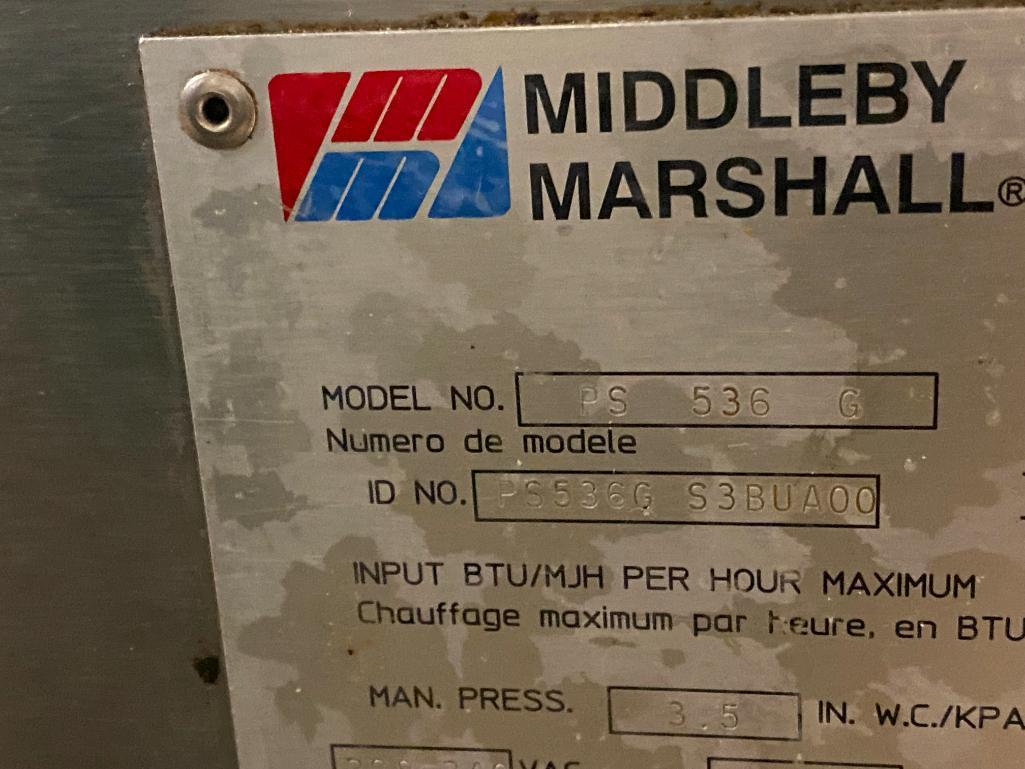 MIDDLEBY
MARSHALL®
MODEL NO. PS 536 G
Numero de modele
ID NO. PS536G S3BUA00
INPUT BTU/MJH PER HOUR MAXIMUM
Chauffage maximum par heure, en BTU
MAN. PRESS. 3.5 IN. W.C./KPA
VAC